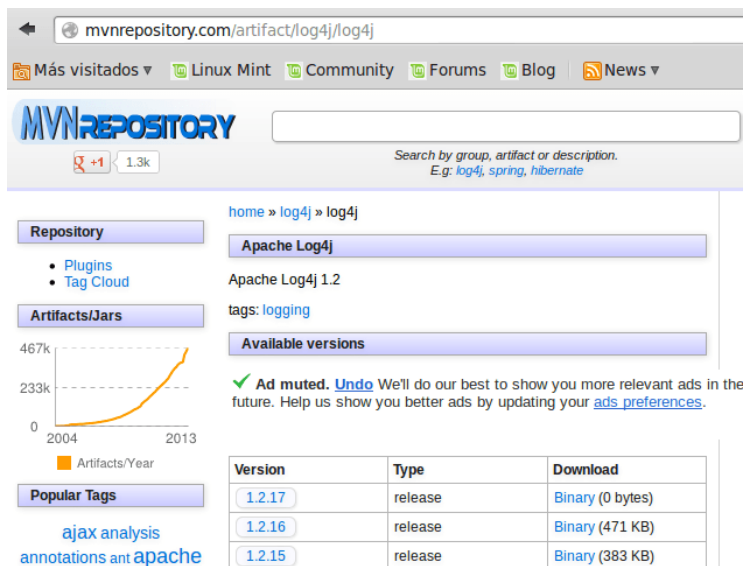 mvnrepository.com/artifact/log4j/log4j
Más visitados Linux Mint Community Forums Blog News
MVNREPOSITORY
g +1 1.3k
Search by group, artifact or description.
E.g: log4j, spring, hibernate
Repository
Plugins
Tag Cloud
Artifacts/Jars
467k
233k
0
2004 2013
Artifacts/Year
Popular Tags
ajax analysis
annotations ant apache
home » log4j » log4j
Apache Log4j
Apache Log4j 1.2
tags: logging
Available versions
Ad muted. Undo We'll do our best to show you more relevant ads in the
future. Help us show you better ads by updating your ads preferences.
Version Type Download
1.2.17 release Binary (0 bytes)
1.2.16 release Binary (471 KB)
1.2.15 release Binary (383 KB)